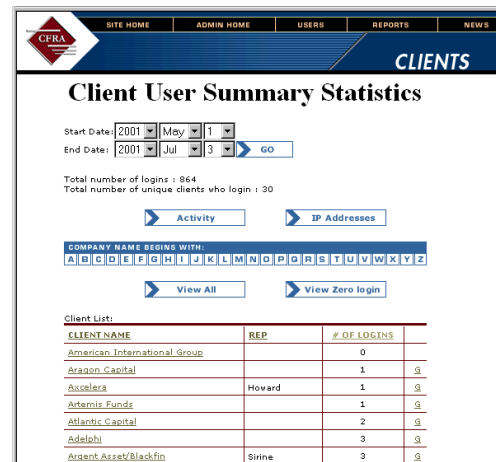 SITE HOME ADMIN HOME USERS REPORTS NEWS
CFRA
CLIENTS
Client User Summary Statistics
Start Date: 2001 May 1
End Date: 2001 Jul 3 GO
Total number of logins : 864
Total number of unique clients who login : 30
Activity IP Addresses
COMPANY NAME BEGINS WITH:
A B C D E F G H I J K L M N O P Q R S T U V W X Y Z
View All View Zero login
Client List:
CLIENT NAME REP # OF LOGINS
American International Group 0
Aragon Capital 1 G
Axcelera Howard 1 G
Artemis Funds 1 G
Atlantic Capital 2 G
Adelphi 3 G
Argent Asset/Blackfin Sirine 3 G